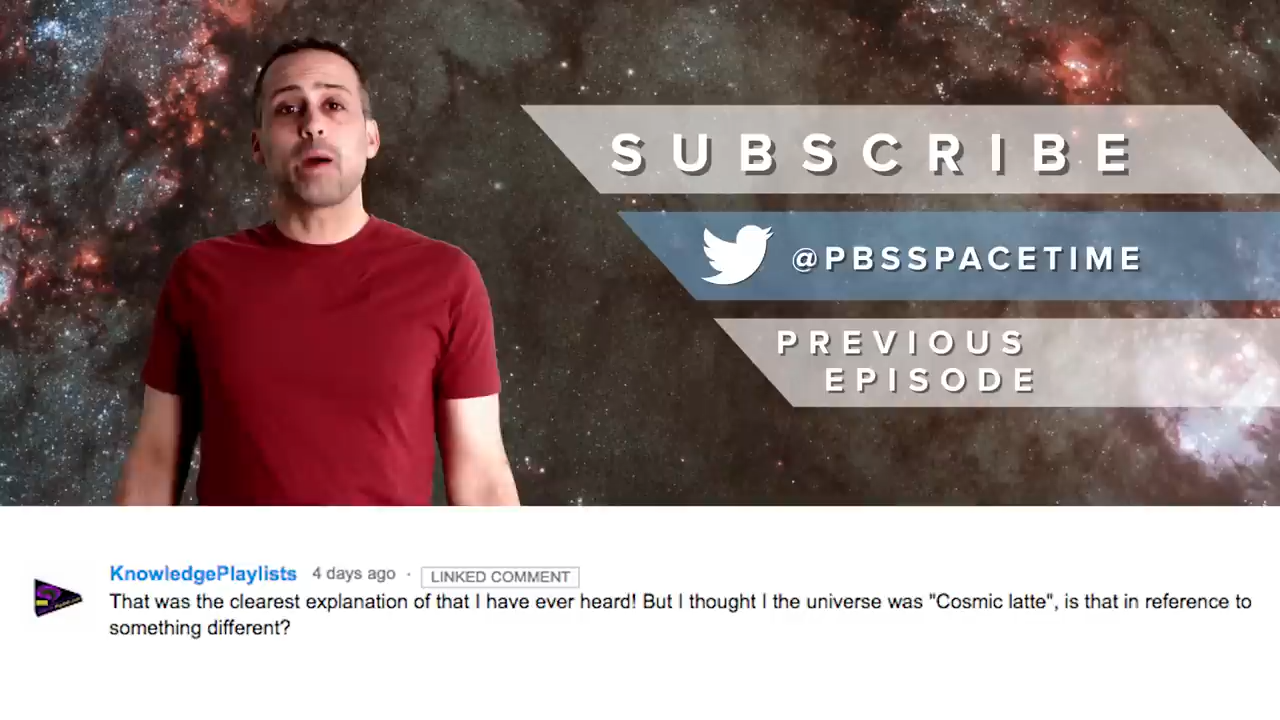 SUBSCRIBE
@PBSSPACETIME
PREVIOUS
EPISODE
KnowledgePlaylists 4 days ago · LINKED COMMENT
That was the clearest explanation of that I have ever heard! But I thought I the universe was "Cosmic latte", is that in reference to
something different?